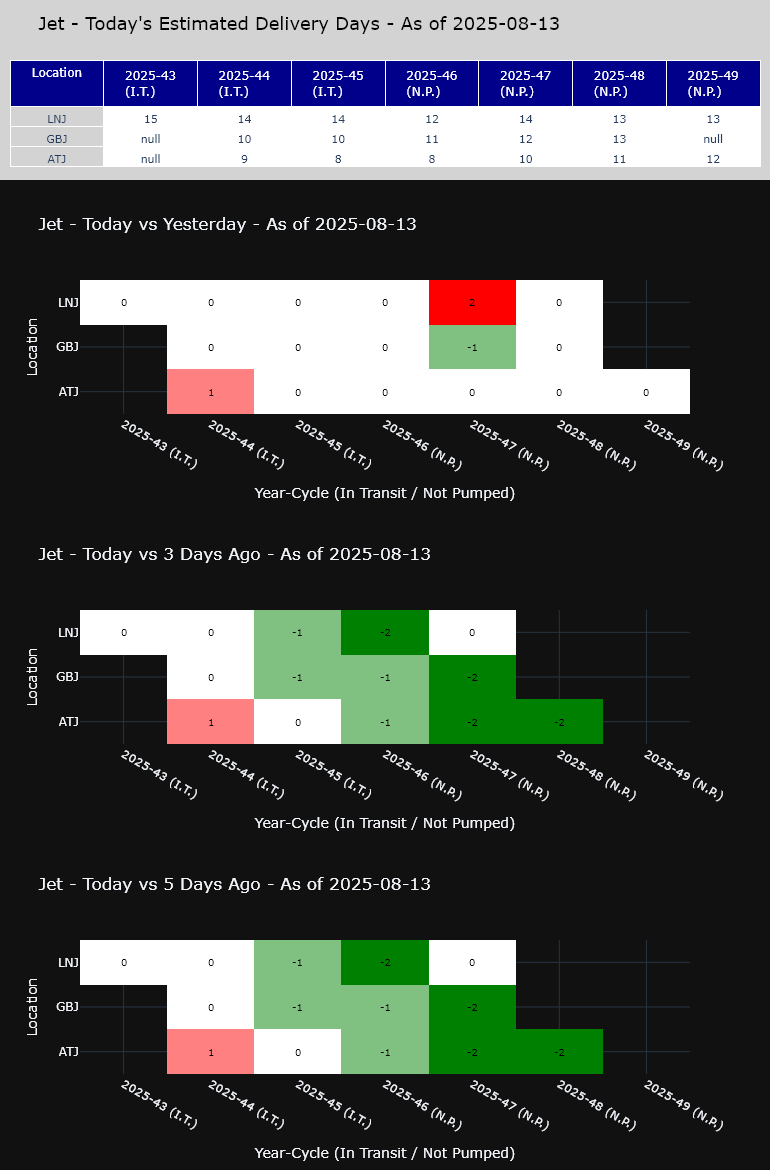 Jet - Today's Estimated Delivery Days - As of 2025-08-13
Location 2025-43 (I.T.) 2025-44 (I.T.) 2025-45 (I.T.) 2025-46 (N.P.) 2025-47 (N.P.) 2025-48 (N.P.) 2025-49 (N.P.)
LNJ 15 14 14 12 14 13 13
GBJ null 10 10 11 12 13 null
ATJ null 9 8 8 10 11 12
Jet - Today vs Yesterday - As of 2025-08-13
Location
LNJ 0 0 0 0 2 0
GBJ 0 0 0 -1 0
ATJ 1 0 0 0 0 0
2025-43 (I.T.) 2025-44 (I.T.) 2025-45 (I.T.) 2025-46 (N.P.) 2025-47 (N.P.) 2025-48 (N.P.) 2025-49 (N.P.)
Year-Cycle (In Transit / Not Pumped)
Jet - Today vs 3 Days Ago - As of 2025-08-13
Location
LNJ 0 0 -1 -2 0
GBJ 0 -1 -1 -2
ATJ 1 0 -1 -2 -2
2025-43 (I.T.) 2025-44 (I.T.) 2025-45 (I.T.) 2025-46 (N.P.) 2025-47 (N.P.) 2025-48 (N.P.) 2025-49 (N.P.)
Year-Cycle (In Transit / Not Pumped)
Jet - Today vs 5 Days Ago - As of 2025-08-13
Location
LNJ 0 0 -1 -2 0
GBJ 0 -1 -1 -2
ATJ 1 0 -1 -2 -2
2025-43 (I.T.) 2025-44 (I.T.) 2025-45 (I.T.) 2025-46 (N.P.) 2025-47 (N.P.) 2025-48 (N.P.) 2025-49 (N.P.)
Year-Cycle (In Transit / Not Pumped)